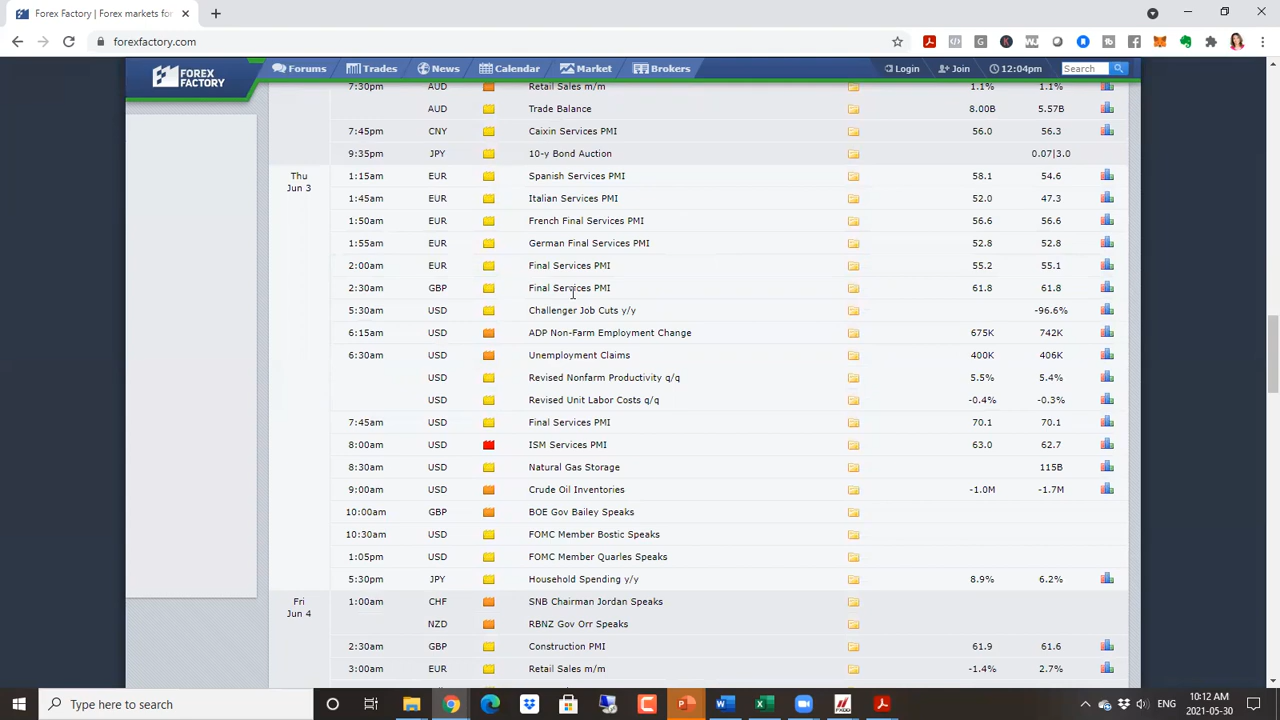 Forex Factory | Forex markets for
forexfactory.com
FOREX FACTORY
Forums Trades News Calendar Market Brokers Login Join 12:04pm Search
7:30pm AUD Retail Sales m/m 1.1% 1.1%
AUD Trade Balance 8.00B 5.57B
7:45pm CNY Caixin Services PMI 56.0 56.3
9:35pm JPY 10-y Bond Auction 0.07|3.0
Thu Jun 3 1:15am EUR Spanish Services PMI 58.1 54.6
1:45am EUR Italian Services PMI 52.0 47.3
1:50am EUR French Final Services PMI 56.6 56.6
1:55am EUR German Final Services PMI 52.8 52.8
2:00am EUR Final Services PMI 55.2 55.1
2:30am GBP Final Services PMI 61.8 61.8
5:30am USD Challenger Job Cuts y/y -96.6%
6:15am USD ADP Non-Farm Employment Change 675K 742K
6:30am USD Unemployment Claims 400K 406K
USD Revised Nonfarm Productivity q/q 5.5% 5.4%
USD Revised Unit Labor Costs q/q -0.4% -0.3%
7:45am USD Final Services PMI 70.1 70.1
8:00am USD ISM Services PMI 63.0 62.7
8:30am USD Natural Gas Storage 115B
9:00am USD Crude Oil Inventories -1.0M -1.7M
10:00am GBP BOE Gov Bailey Speaks
10:30am USD FOMC Member Bostic Speaks
1:05pm USD FOMC Member Quarles Speaks
5:30pm JPY Household Spending y/y 8.9% 6.2%
Fri Jun 4 1:00am CHF SNB Chairman Jordan Speaks
NZD RBNZ Gov Orr Speaks
2:30am GBP Construction PMI 61.9 61.6
3:00am EUR Retail Sales m/m -1.4% 2.7%
Type here to search
ENG
10:12 AM
2021-05-30